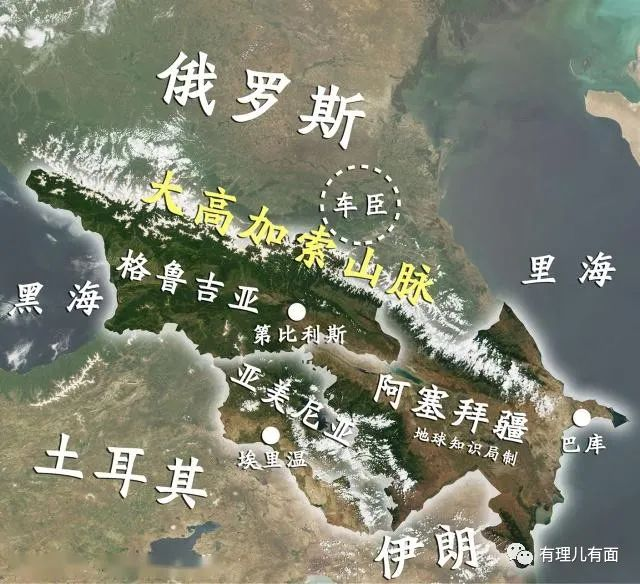 俄罗斯
大高加索山脉
车臣
里海
黑海
格鲁吉亚
第比利斯
亚美尼亚
阿塞拜疆
地球知识局制
埃里温
巴库
土耳其
伊朗
有理儿有面